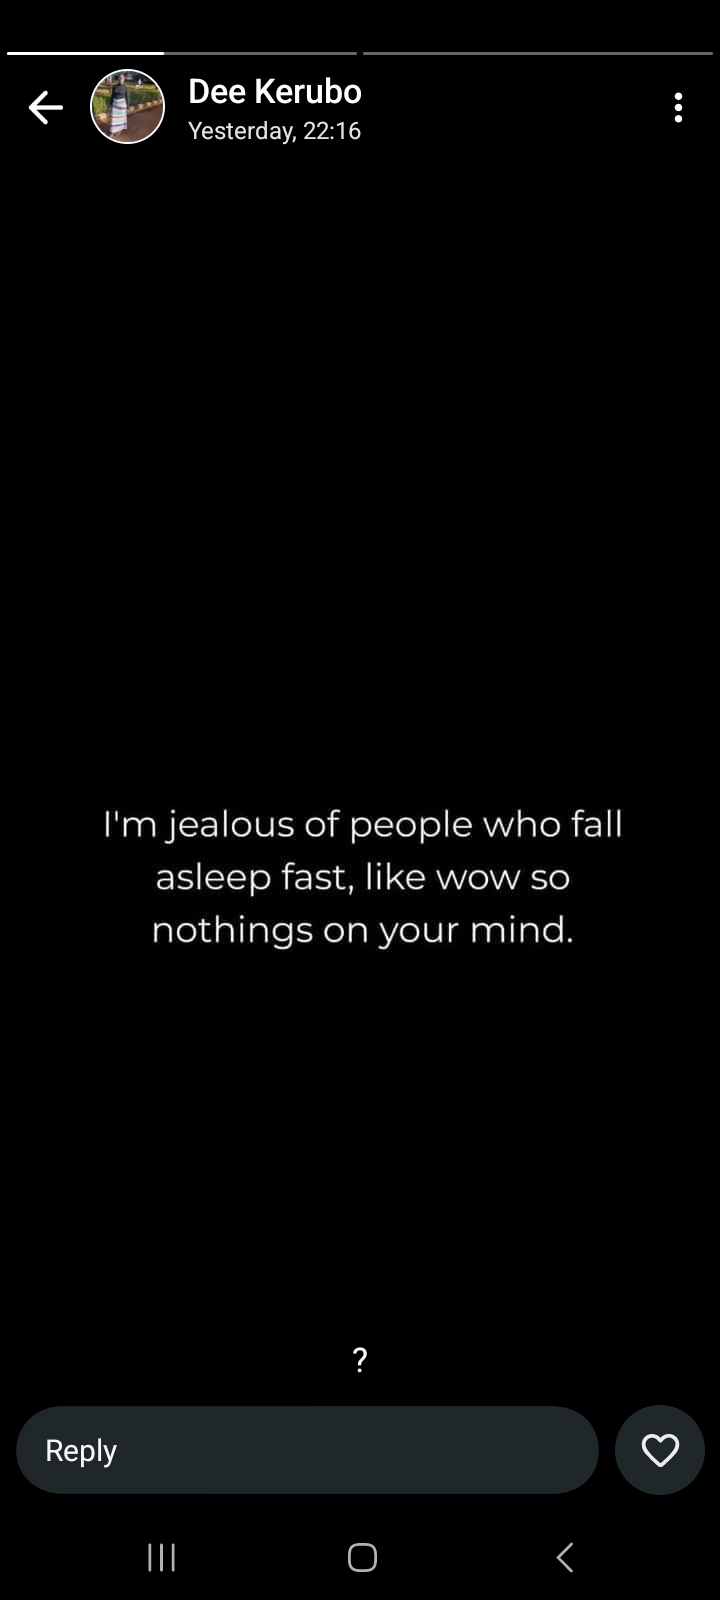 Dee Kerubo
Yesterday, 22:16
I'm jealous of people who fall
asleep fast, like wow so
nothings on your mind.
?
Reply